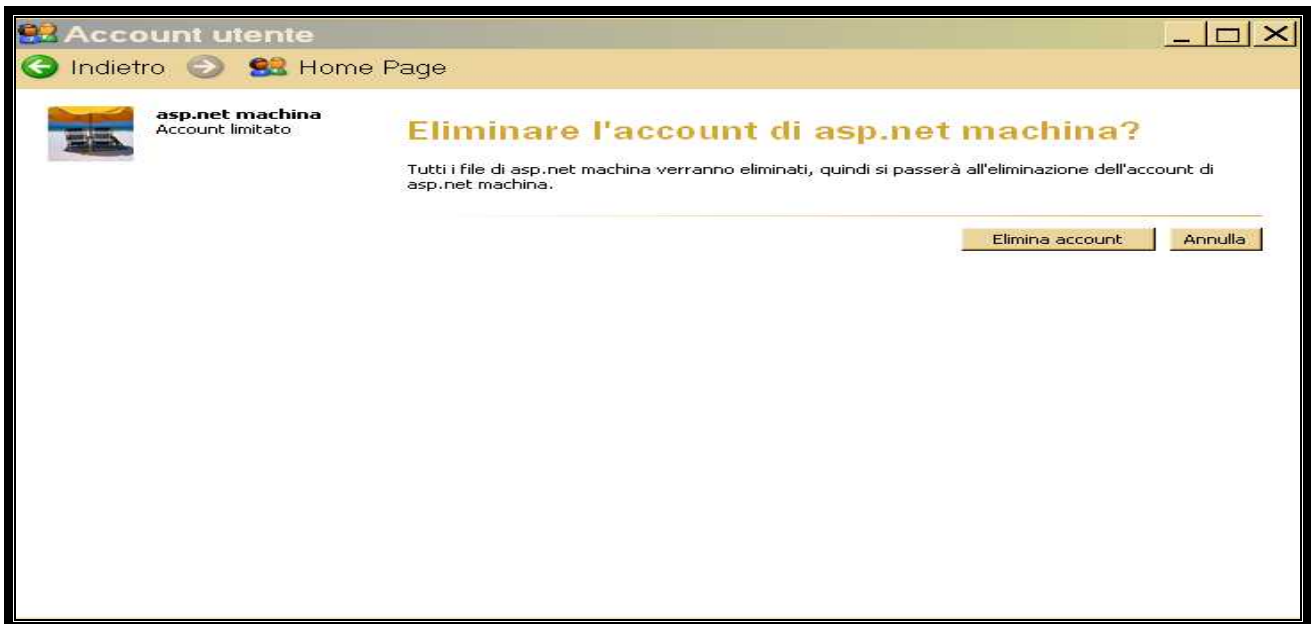 Account utente
Indietro Home Page
asp.net machina
Account limitato
Eliminare l'account di asp.net machina?
Tutti i file di asp.net machina verranno eliminati, quindi si passerà all'eliminazione dell'account di
asp.net machina.
Elimina account Annulla